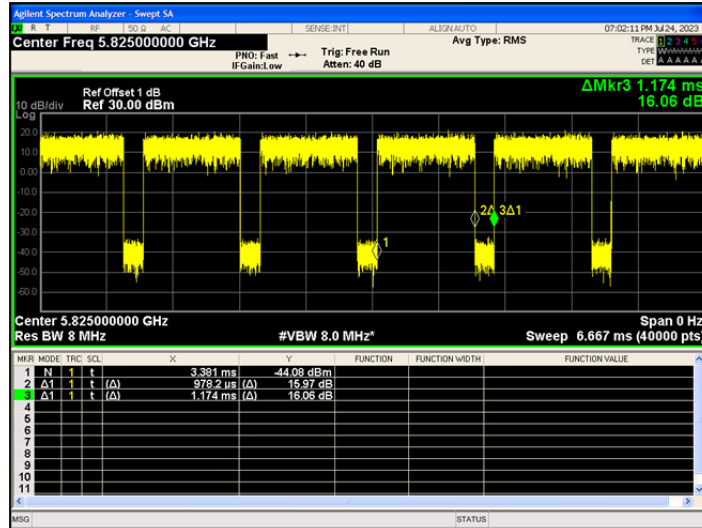 Agilent Spectrum Analyzer - Swept SA
R T RF 50 Ω AC SENSE:INT ALIGN AUTO 07:02:11 PM Jul 24, 2023
Center Freq 5.825000000 GHz Avg Type: RMS TRACE 1 2 3 4 5
PNO: Fast Trig: Free Run TYPE
IFGain:Low Atten: 40 dB DET A A A A A
Ref Offset 1 dB ΔMkr3 1.174 ms
10 dB/div Ref 30.00 dBm 16.06 dB
Log
20.0
10.0
0.00
-10.0
-20.0 2Δ 3Δ1
-30.0
-40.0 1
-50.0
-60.0
Center 5.825000000 GHz Span 0 Hz
Res BW 8 MHz #VBW 8.0 MHz* Sweep 6.667 ms (40000 pts)
MKR MODE TRC SCL X Y FUNCTION FUNCTION WIDTH FUNCTION VALUE
1 N 1 t 3.381 ms -44.08 dBm
2 Δ1 1 t (Δ) 978.2 µs (Δ) 15.97 dB
3 Δ1 1 t (Δ) 1.174 ms (Δ) 16.06 dB
4
5
6
7
8
9
10
11
MSG STATUS